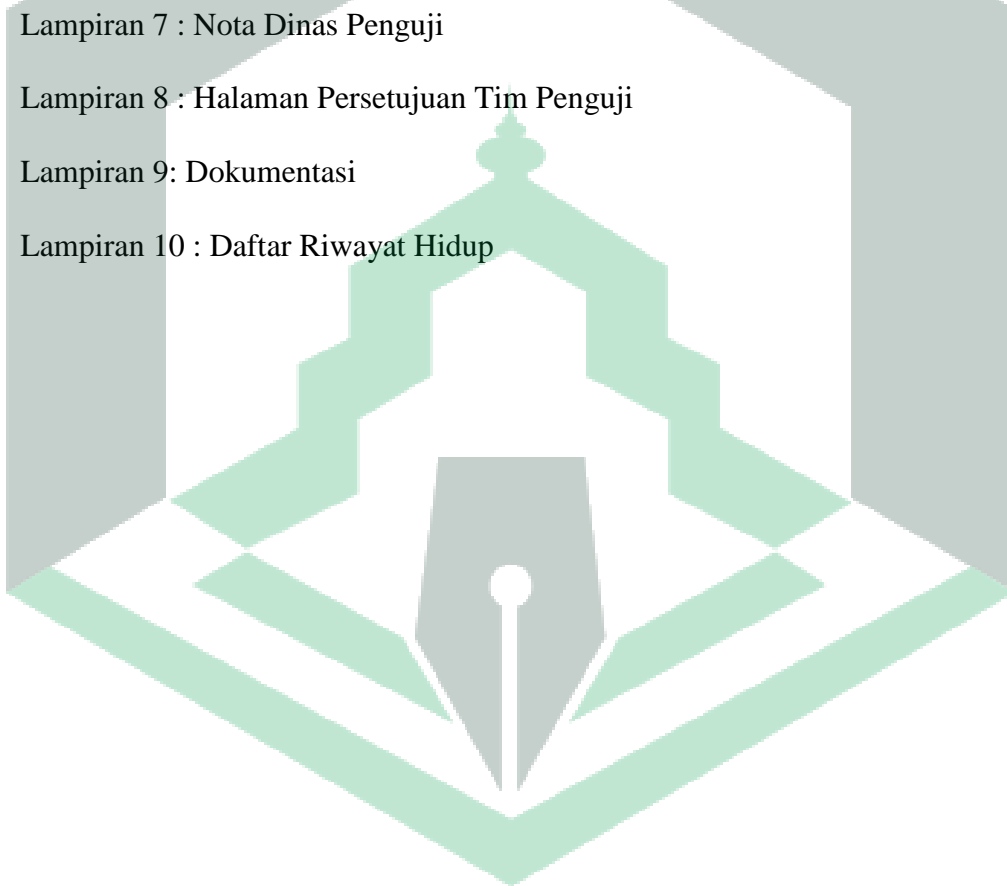 Lampiran 7 : Nota Dinas Penguji
Lampiran 8 : Halaman Persetujuan Tim Penguji
Lampiran 9: Dokumentasi
Lampiran 10 : Daftar Riwayat Hidup